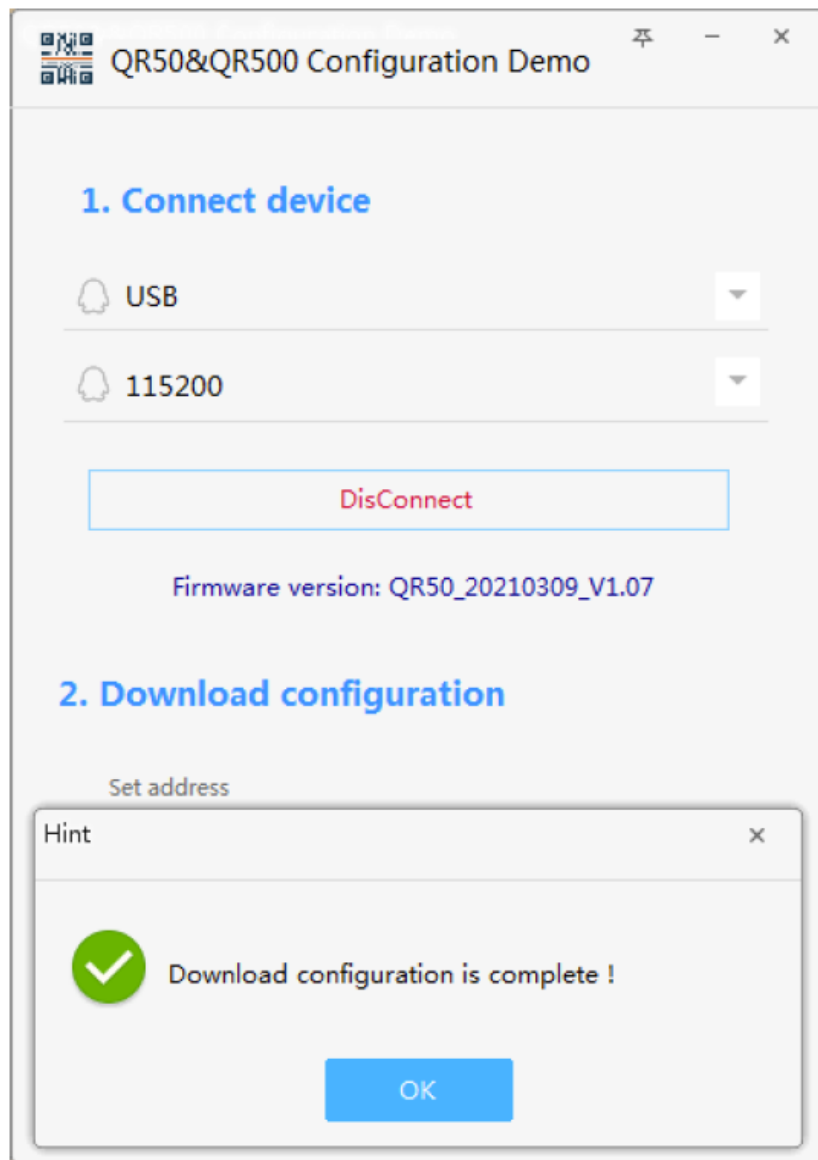 QR50&QR500 Configuration Demo
1. Connect device
USB
115200
DisConnect
Firmware version: QR50_20210309_V1.07
2. Download configuration
Set address
Hint
Download configuration is complete !
OK